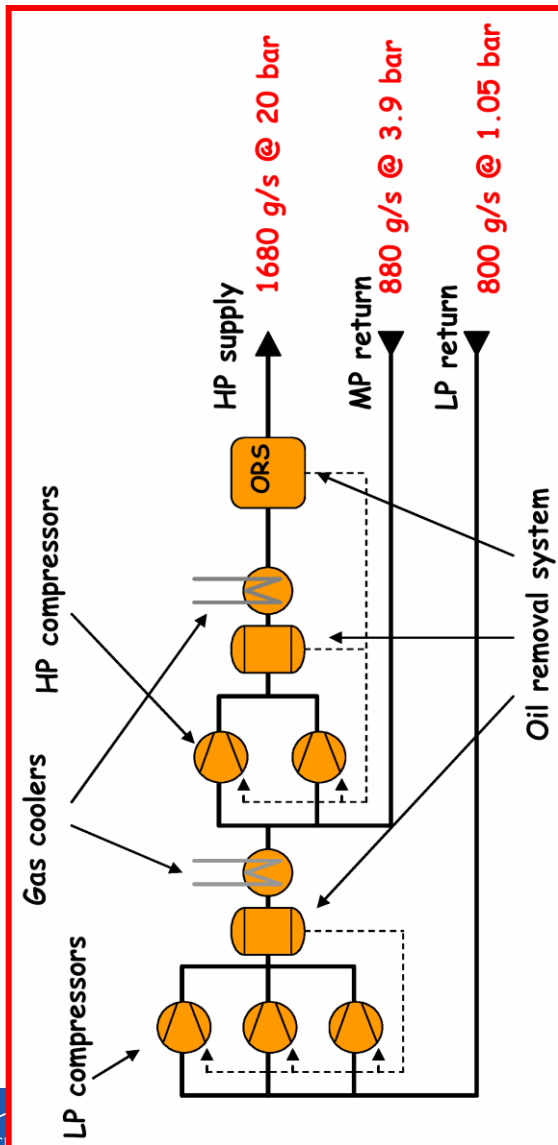 LP compressors
Gas coolers
HP compressors
ORS
HP supply
1680 g/s @ 20 bar
MP return
880 g/s @ 3.9 bar
LP return
800 g/s @ 1.05 bar
Oil removal system